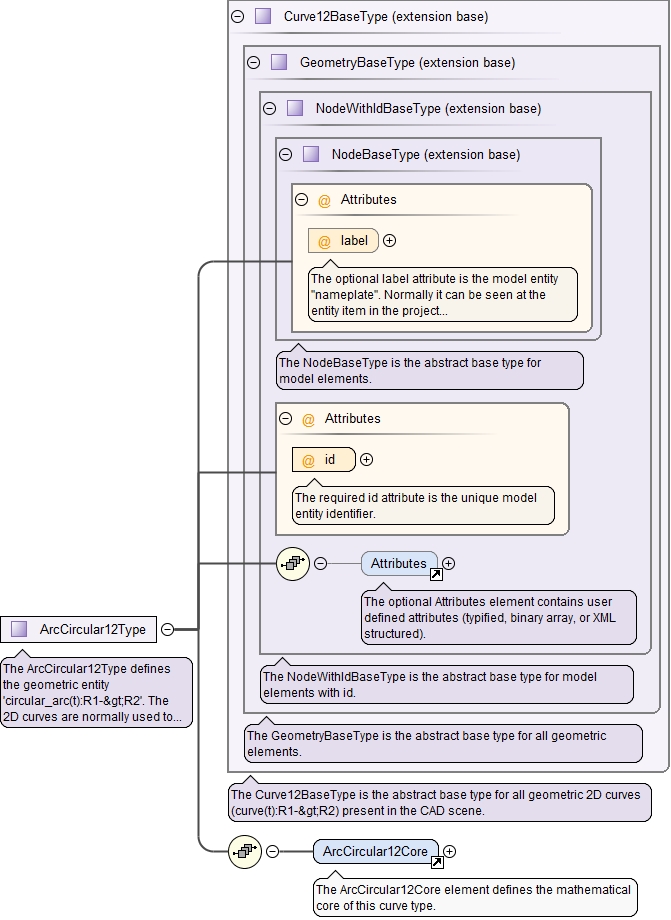 Curve12BaseType (extension base)
GeometryBaseType (extension base)
NodeWithIdBaseType (extension base)
NodeBaseType (extension base)
@ Attributes
@ label
The optional label attribute is the model entity
"nameplate". Normally it can be seen at the
entity item in the project...
The NodeBaseType is the abstract base type for
model elements.
@ Attributes
@ id
The required id attribute is the unique model
entity identifier.
Attributes
The optional Attributes element contains user
defined attributes (typified, binary array, or XML
structured).
ArcCircular12Type
The ArcCircular12Type defines
the geometric entity
'circular_arc(t):R1-&gt;R2'. The
2D curves are normally used to...
The NodeWithIdBaseType is the abstract base type for model
elements with id.
The GeometryBaseType is the abstract base type for all geometric
elements.
The Curve12BaseType is the abstract base type for all geometric 2D curves
(curve(t):R1-&gt;R2) present in the CAD scene.
ArcCircular12Core
The ArcCircular12Core element defines the mathematical
core of this curve type.